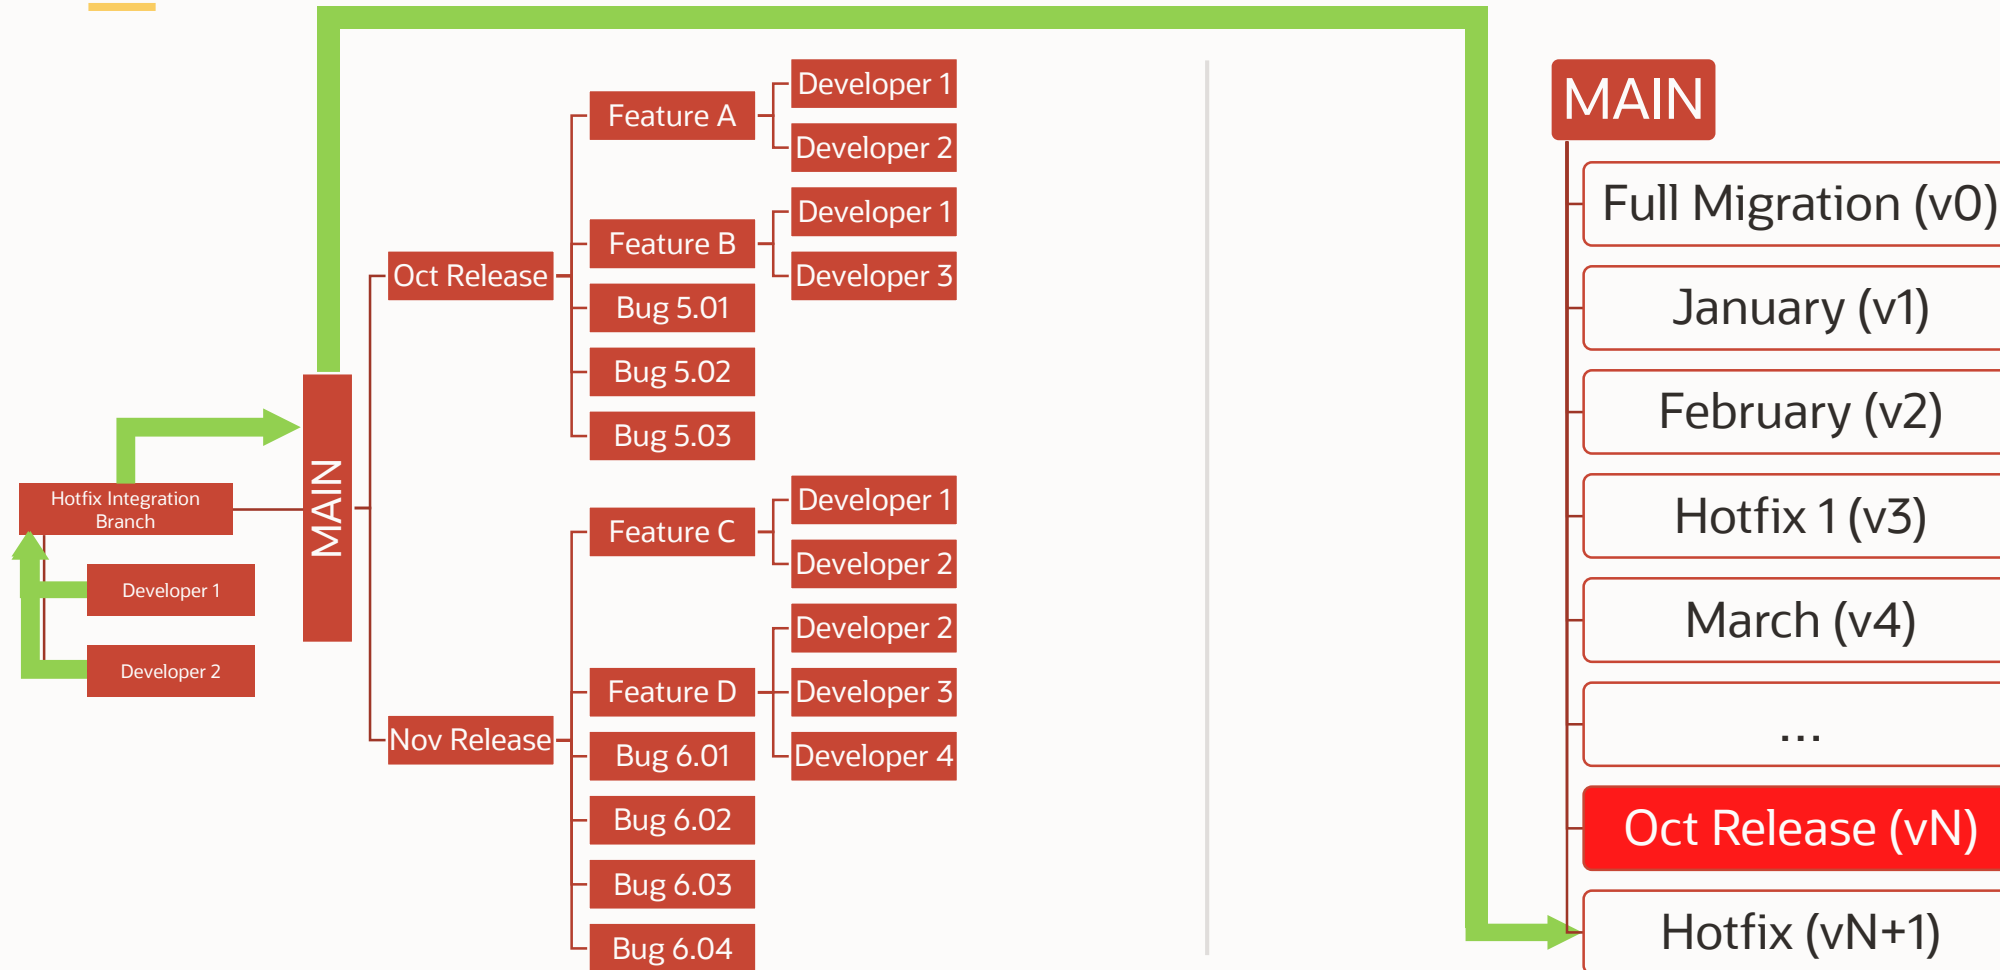 Hotfix Integration
Branch
Developer 1
Developer 2
MAIN
Oct Release
Feature A
Developer 1
Developer 2
Feature B
Developer 1
Developer 3
Bug 5.01
Bug 5.02
Bug 5.03
Nov Release
Feature C
Developer 1
Developer 2
Feature D
Developer 2
Developer 3
Developer 4
Bug 6.01
Bug 6.02
Bug 6.03
Bug 6.04
MAIN
Full Migration (v0)
January (v1)
February (v2)
Hotfix 1 (v3)
March (v4)
...
Oct Release (vN)
Hotfix (vN+1)